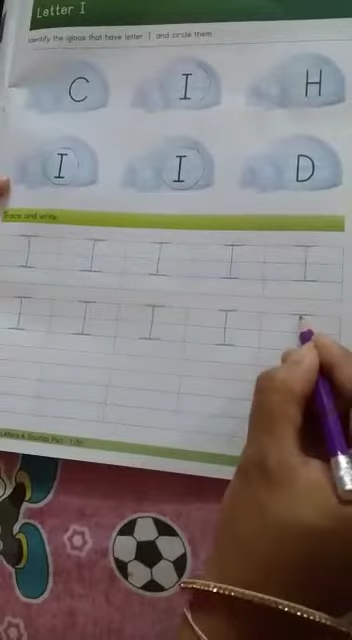 Letter I
Identify the igloos that have letter I and circle them.
C I H
I I D
Trace and write.
I I I I I
I I I I